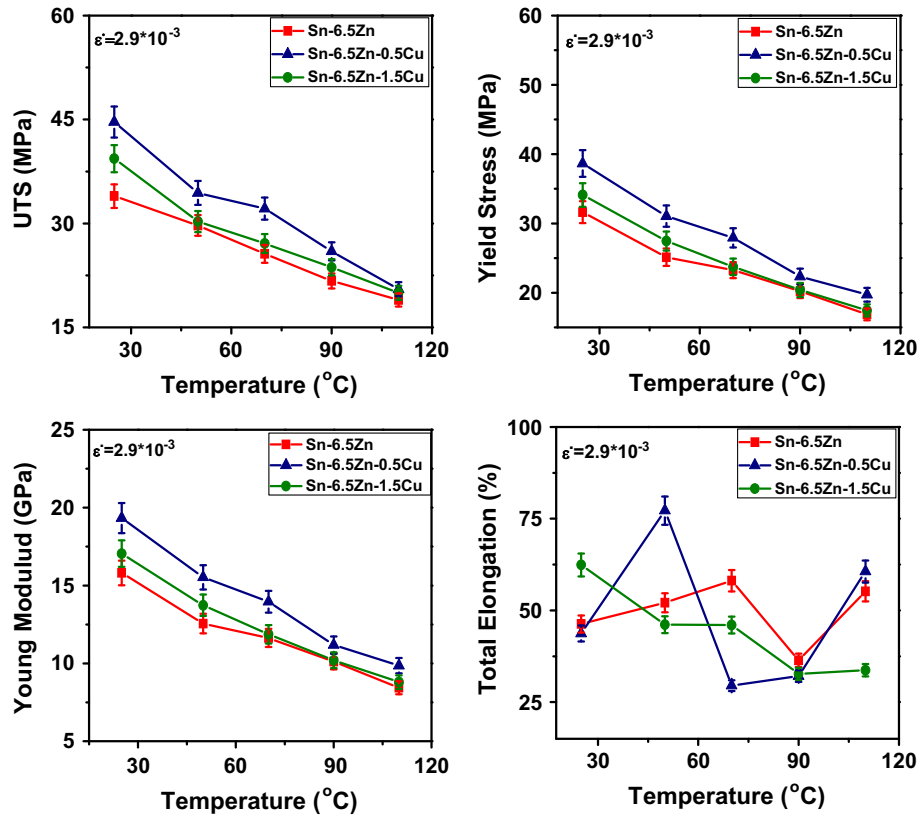 60
45
30
15
UTS (MPa)
ε˙=2.9*10⁻³
Sn-6.5Zn
Sn-6.5Zn-0.5Cu
Sn-6.5Zn-1.5Cu
30 60 90 120
Temperature (°C)
60
50
40
30
20
Yield Stress (MPa)
ε˙=2.9*10⁻³
Sn-6.5Zn
Sn-6.5Zn-0.5Cu
Sn-6.5Zn-1.5Cu
30 60 90 120
Temperature (°C)
25
20
15
10
5
Young Modulud (GPa)
ε˙=2.9*10⁻³
Sn-6.5Zn
Sn-6.5Zn-0.5Cu
Sn-6.5Zn-1.5Cu
30 60 90 120
Temperature (°C)
100
75
50
25
Total Elongation (%)
ε˙=2.9*10⁻³
Sn-6.5Zn
Sn-6.5Zn-0.5Cu
Sn-6.5Zn-1.5Cu
30 60 90 120
Temperature (°C)